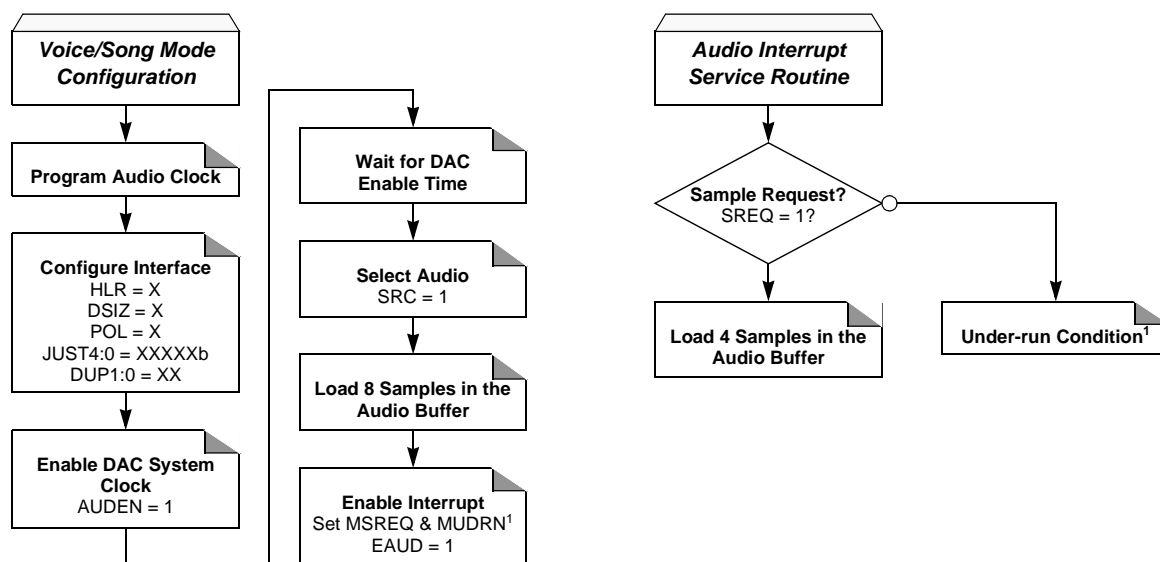 Voice/Song Mode
Configuration
Program Audio Clock
Configure Interface
HLR = X
DSIZ = X
POL = X
JUST4:0 = XXXXXb
DUP1:0 = XX
Enable DAC System
Clock
AUDEN = 1
Wait for DAC
Enable Time
Select Audio
SRC = 1
Load 8 Samples in the
Audio Buffer
Enable Interrupt
Set MSREQ & MUDRN¹
EAUD = 1
Audio Interrupt
Service Routine
Sample Request?
SREQ = 1?
Load 4 Samples in the
Audio Buffer
Under-run Condition¹